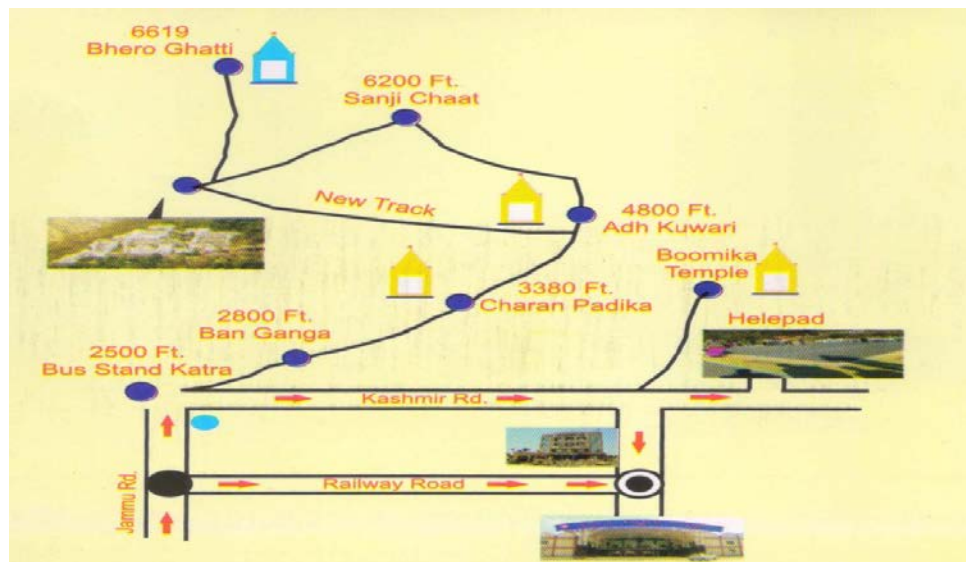 6619
Bhero Ghatti
6200 Ft.
Sanji Chaat
New Track
4800 Ft.
Adh Kuwari
Boomika
Temple
3380 Ft.
Charan Padika
Helepad
2800 Ft.
Ban Ganga
2500 Ft.
Bus Stand Katra
Kashmir Rd.
Railway Road
Jammu Rd.